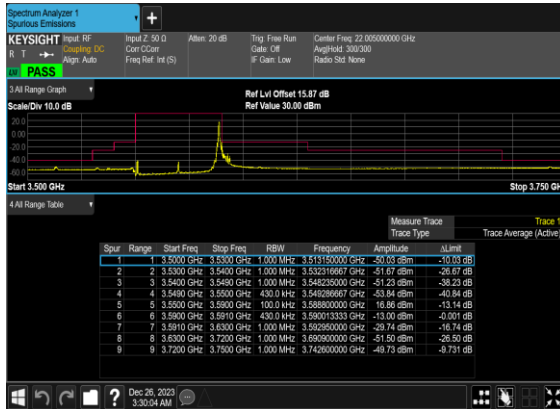 Spectrum Analyzer 1
Spurious Emissions
+
KEYSIGHT Input: RF Input Z: 50 Ω Atten: 20 dB Trig: Free Run Center Freq: 22.005000000 GHz
R T Coupling: DC Corr CCorr Gate: Off Avg|Hold: 300/300
Align: Auto Freq Ref: Int (S) IF Gain: Low Radio Std: None
PASS
3 All Range Graph
Ref Lvl Offset 15.87 dB
Scale/Div 10.0 dB Ref Value 30.00 dBm
20.0
0.00
-20.0
-40.0
-60.0
Start 3.500 GHz Stop 3.750 GH
4 All Range Table
Measure Trace Trace 1
Trace Type Trace Average (Active)
Spur Range Start Freq Stop Freq RBW Frequency Amplitude ΔLimit
1 1 3.5000 GHz 3.5300 GHz 1.000 MHz 3.513150000 GHz -50.03 dBm -10.03 dB
2 2 3.5300 GHz 3.5400 GHz 1.000 MHz 3.532316667 GHz -51.67 dBm -26.67 dB
3 3 3.5400 GHz 3.5490 GHz 1.000 MHz 3.548235000 GHz -51.23 dBm -38.23 dB
4 4 3.5490 GHz 3.5500 GHz 430.0 kHz 3.549286667 GHz -53.84 dBm -40.84 dB
5 5 3.5500 GHz 3.5900 GHz 100.0 kHz 3.588800000 GHz 16.86 dBm -13.14 dB
6 6 3.5900 GHz 3.5910 GHz 430.0 kHz 3.590013333 GHz -13.00 dBm -0.001 dB
7 7 3.5910 GHz 3.6300 GHz 1.000 MHz 3.592950000 GHz -29.74 dBm -16.74 dB
8 8 3.6300 GHz 3.7200 GHz 1.000 MHz 3.690900000 GHz -51.50 dBm -26.50 dB
9 9 3.7200 GHz 3.7500 GHz 1.000 MHz 3.742600000 GHz -49.73 dBm -9.731 dB
? Dec 26, 2023
3:30:04 AM